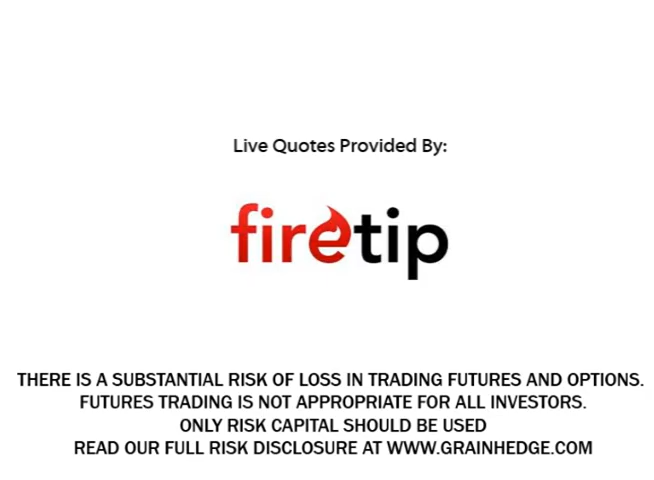 Live Quotes Provided By:
firetip
THERE IS A SUBSTANTIAL RISK OF LOSS IN TRADING FUTURES AND OPTIONS.
FUTURES TRADING IS NOT APPROPRIATE FOR ALL INVESTORS.
ONLY RISK CAPITAL SHOULD BE USED
READ OUR FULL RISK DISCLOSURE AT WWW.GRAINHEDGE.COM